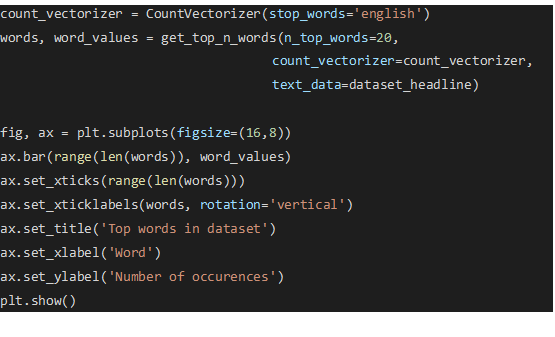 count_vectorizer = CountVectorizer(stop_words='english')
words, word_values = get_top_n_words(n_top_words=20,
                                    count_vectorizer=count_vectorizer,
                                    text_data=dataset_headline)

fig, ax = plt.subplots(figsize=(16,8))
ax.bar(range(len(words)), word_values)
ax.set_xticks(range(len(words)))
ax.set_xticklabels(words, rotation='vertical')
ax.set_title('Top words in dataset')
ax.set_xlabel('Word')
ax.set_ylabel('Number of occurences')
plt.show()